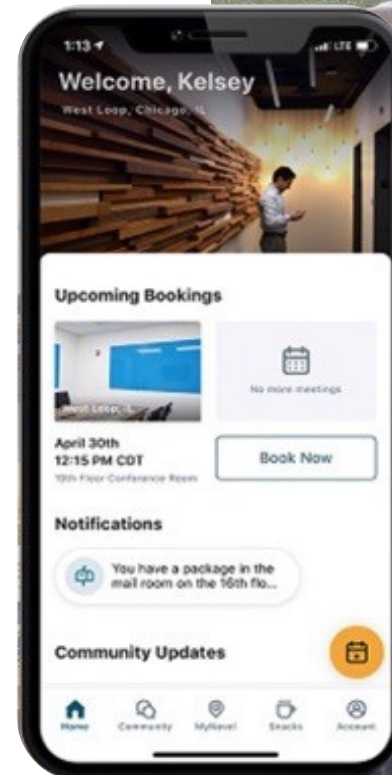 1:13
LTE
Welcome, Kelsey
West Loop, Chicago, IL
Upcoming Bookings
West Loop, IL
No more meetings
April 30th
12:15 PM CDT
19th Floor Conference Room
Book Now
Notifications
You have a package in the
mail room on the 16th flo...
Community Updates
Home
Community
MyNovel
Snacks
Account